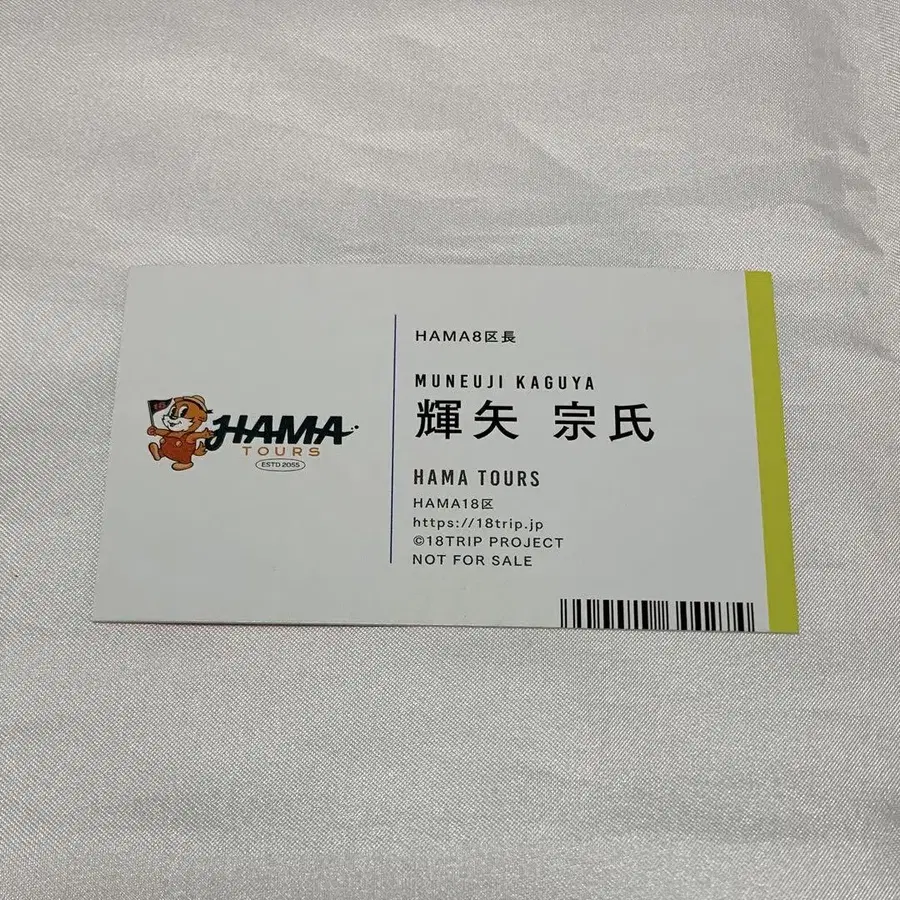 18
HAMA
TOURS
ESTD 2055
HAMA8区長
MUNEUJI KAGUYA
輝矢 宗氏
HAMA TOURS
HAMA18区
https://18trip.jp
©18TRIP PROJECT
NOT FOR SALE